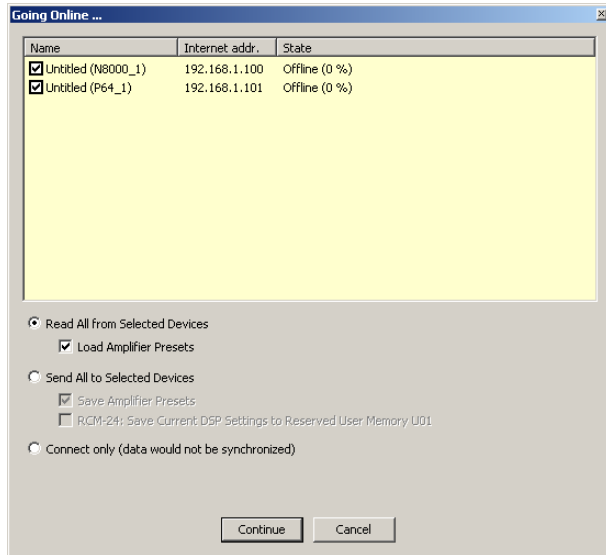 Going Online ...
Name Internet addr. State
Untitled (N8000_1) 192.168.1.100 Offline (0 %)
Untitled (P64_1) 192.168.1.101 Offline (0 %)
Read All from Selected Devices
Load Amplifier Presets
Send All to Selected Devices
Save Amplifier Presets
RCM-24: Save Current DSP Settings to Reserved User Memory U01
Connect only (data would not be synchronized)
Continue Cancel